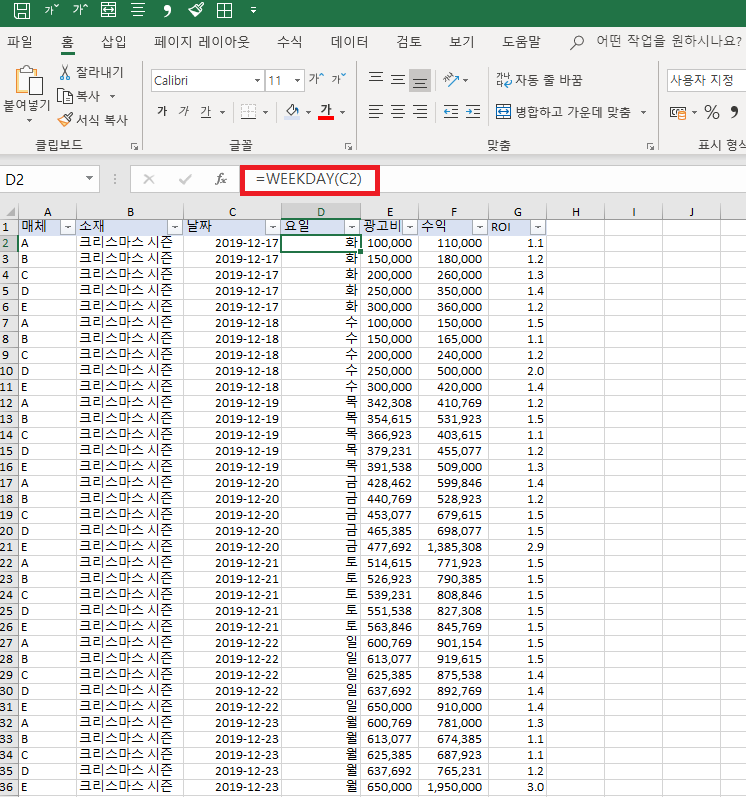 가˅ 가^
파일 홈 삽입 페이지 레이아웃 수식 데이터 검토 보기 도움말 어떤 작업을 원하시나요?
붙여넣기 잘라내기 복사 서식 복사
클립보드
Calibri 11 가^ 가˅
가 가 가 가
글꼴
가나 다 자동 줄 바꿈
병합하고 가운데 맞춤
맞춤
사용자 지정
% ,
표시 형식
D2 fx =WEEKDAY(C2)
A B C D E F G H I J
1 매체 소재 날짜 요일 광고비 수익 ROI
2 A 크리스마스 시즌 2019-12-17 화 100,000 110,000 1.1
3 B 크리스마스 시즌 2019-12-17 화 150,000 180,000 1.2
4 C 크리스마스 시즌 2019-12-17 화 200,000 260,000 1.3
5 D 크리스마스 시즌 2019-12-17 화 250,000 350,000 1.4
6 E 크리스마스 시즌 2019-12-17 화 300,000 360,000 1.2
7 A 크리스마스 시즌 2019-12-18 수 100,000 150,000 1.5
8 B 크리스마스 시즌 2019-12-18 수 150,000 165,000 1.1
9 C 크리스마스 시즌 2019-12-18 수 200,000 240,000 1.2
10 D 크리스마스 시즌 2019-12-18 수 250,000 500,000 2.0
11 E 크리스마스 시즌 2019-12-18 수 300,000 420,000 1.4
12 A 크리스마스 시즌 2019-12-19 목 342,308 410,769 1.2
13 B 크리스마스 시즌 2019-12-19 목 354,615 531,923 1.5
14 C 크리스마스 시즌 2019-12-19 목 366,923 403,615 1.1
15 D 크리스마스 시즌 2019-12-19 목 379,231 455,077 1.2
16 E 크리스마스 시즌 2019-12-19 목 391,538 509,000 1.3
17 A 크리스마스 시즌 2019-12-20 금 428,462 599,846 1.4
18 B 크리스마스 시즌 2019-12-20 금 440,769 528,923 1.2
19 C 크리스마스 시즌 2019-12-20 금 453,077 679,615 1.5
20 D 크리스마스 시즌 2019-12-20 금 465,385 698,077 1.5
21 E 크리스마스 시즌 2019-12-20 금 477,692 1,385,308 2.9
22 A 크리스마스 시즌 2019-12-21 토 514,615 771,923 1.5
23 B 크리스마스 시즌 2019-12-21 토 526,923 790,385 1.5
24 C 크리스마스 시즌 2019-12-21 토 539,231 808,846 1.5
25 D 크리스마스 시즌 2019-12-21 토 551,538 827,308 1.5
26 E 크리스마스 시즌 2019-12-21 토 563,846 845,769 1.5
27 A 크리스마스 시즌 2019-12-22 일 600,769 901,154 1.5
28 B 크리스마스 시즌 2019-12-22 일 613,077 919,615 1.5
29 C 크리스마스 시즌 2019-12-22 일 625,385 875,538 1.4
30 D 크리스마스 시즌 2019-12-22 일 637,692 892,769 1.4
31 E 크리스마스 시즌 2019-12-22 일 650,000 910,000 1.4
32 A 크리스마스 시즌 2019-12-23 월 600,769 781,000 1.3
33 B 크리스마스 시즌 2019-12-23 월 613,077 674,385 1.1
34 C 크리스마스 시즌 2019-12-23 월 625,385 687,923 1.1
35 D 크리스마스 시즌 2019-12-23 월 637,692 765,231 1.2
36 E 크리스마스 시즌 2019-12-23 월 650,000 1,950,000 3.0